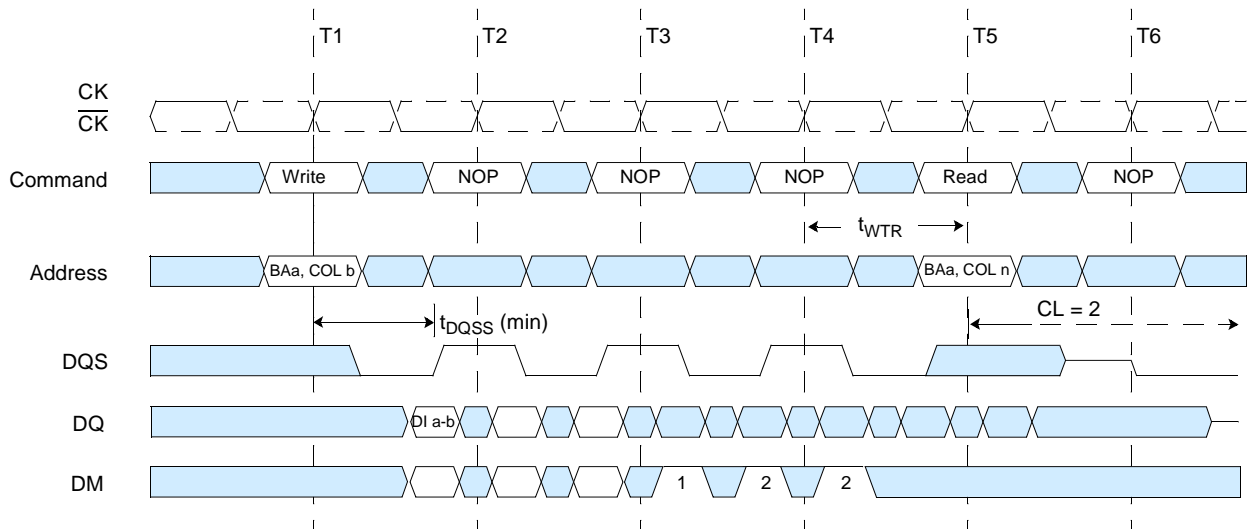 T1 T2 T3 T4 T5 T6
CK
CK
Command Write NOP NOP NOP Read NOP
tWTR
Address BAa, COL b BAa, COL n
tDQSS (min) CL = 2
DQS
DQ DI a-b
DM 1 2 2